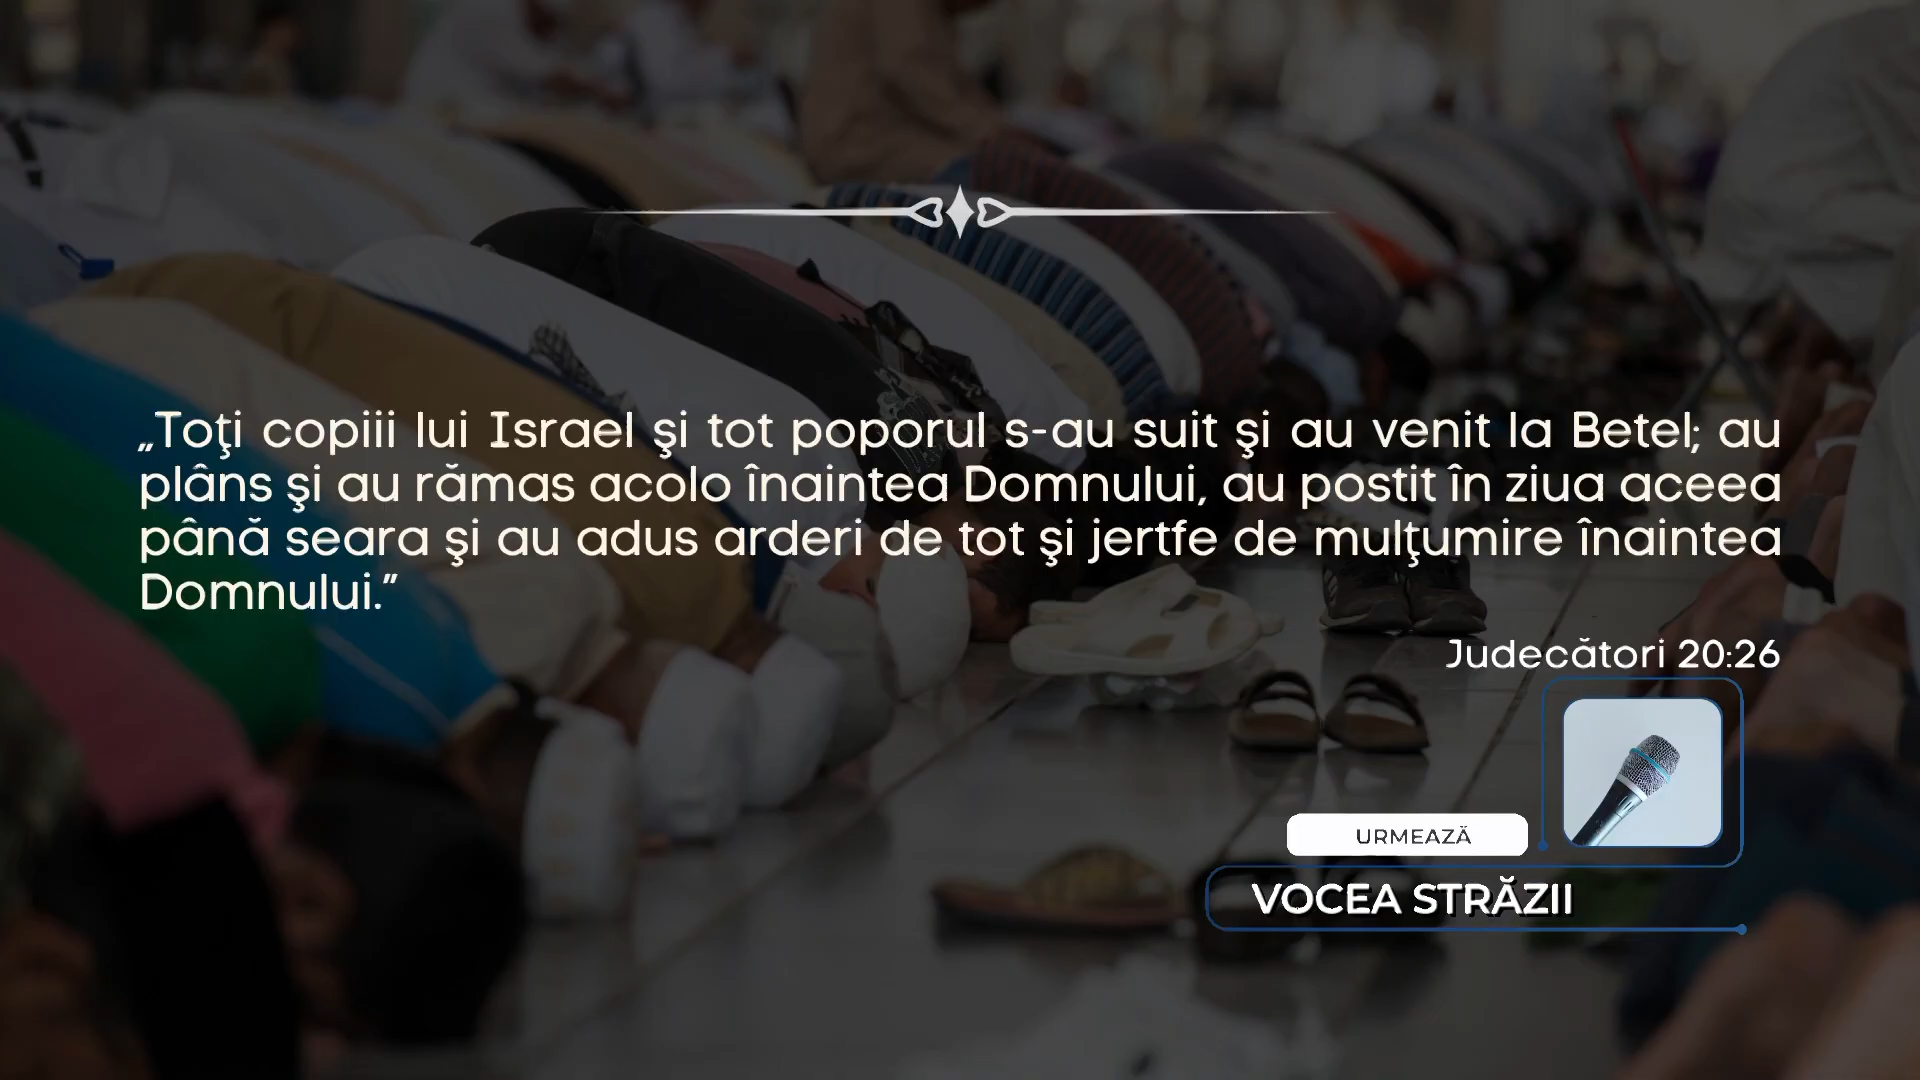 „Toţi copiii lui Israel şi tot poporul s-au suit şi au venit la Betel; au
plâns şi au rămas acolo înaintea Domnului, au postit în ziua aceea
până seara şi au adus arderi de tot şi jertfe de mulţumire înaintea
Domnului.”
Judecători 20:26
URMEAZĂ
VOCEA STRĂZII